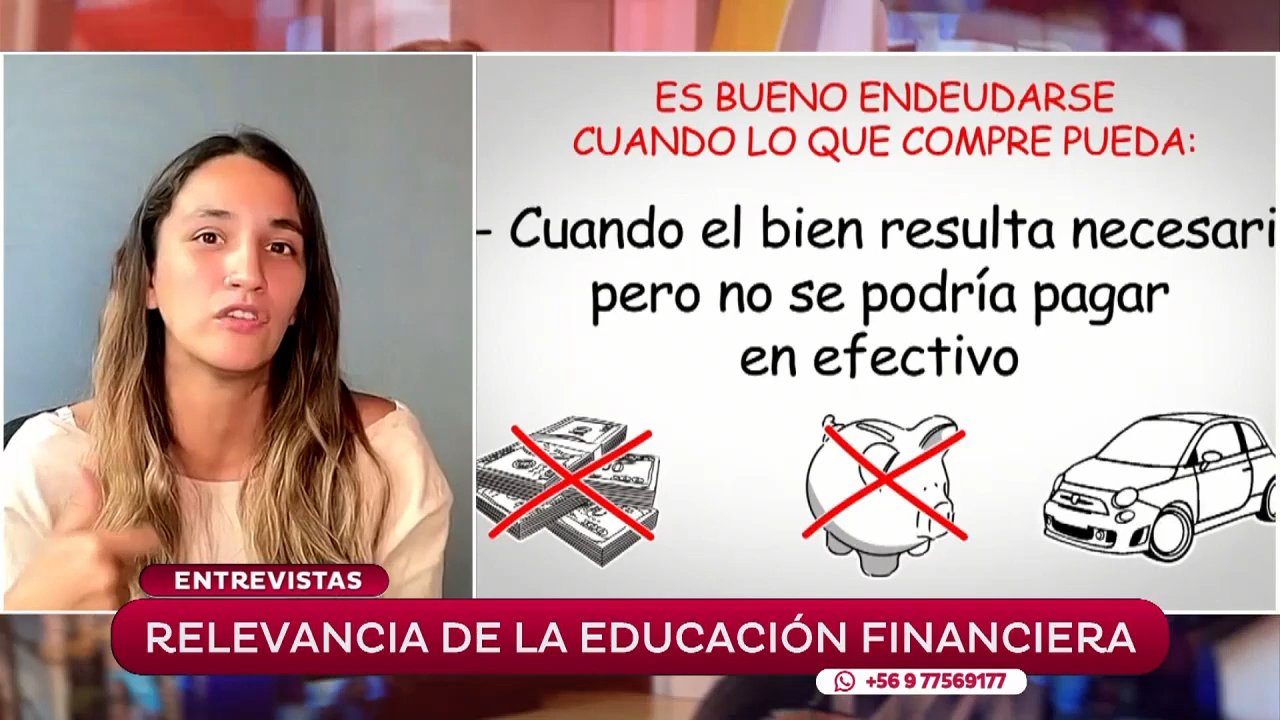 ES BUENO ENDEUDARSE
CUANDO LO QUE COMPRE PUEDA:
- Cuando el bien resulta necesari
pero no se podría pagar
en efectivo
ENTREVISTAS
RELEVANCIA DE LA EDUCACIÓN FINANCIERA
+56 9 77569177